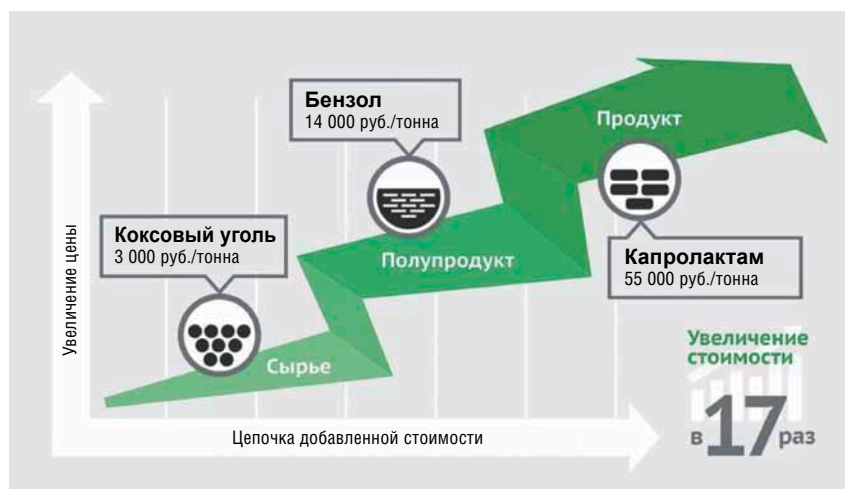 Бензол
14 000 руб./тонна
Продукт
Коксовый уголь
3 000 руб./тонна
Полупродукт
Капролактам
55 000 руб./тонна
Увеличение цены
Сырье
Увеличение
стоимости
в 17 раз
Цепочка добавленной стоимости